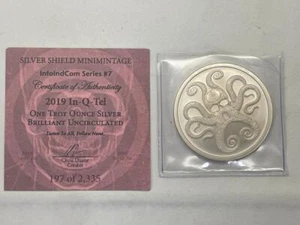 SILVER SHIELD MINIMINTAGE
InfoIndCom Series #7
Certificate of Authenticity
2019 In-Q-Tel
ONE TROY OUNCE SILVER
BRILLIANT UNCIRCULATED
197 of 2,335